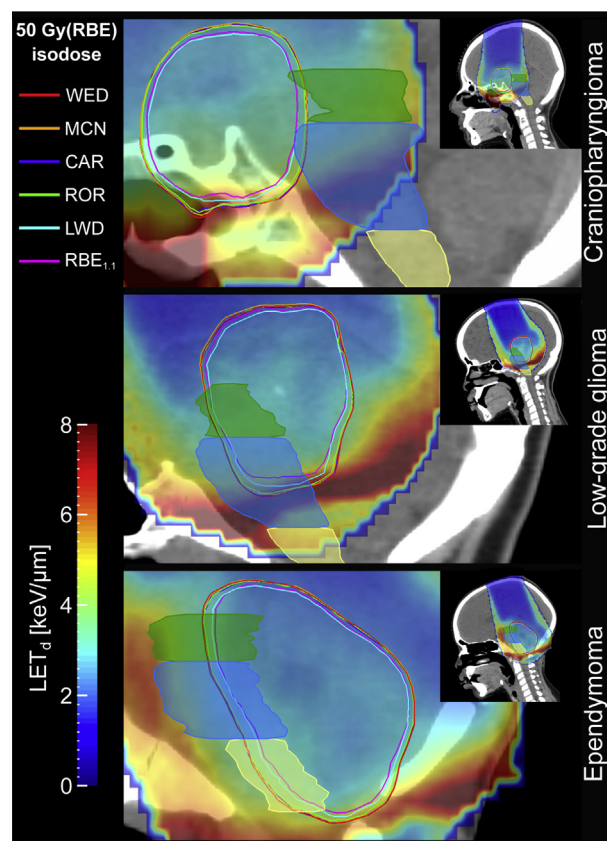 50 Gy(RBE)
isodose
WED
MCN
CAR
ROR
LWD
RBE1.1
Craniopharyngioma
Low-grade glioma
Ependymoma
LETd [keV/µm]
8
6
4
2
0